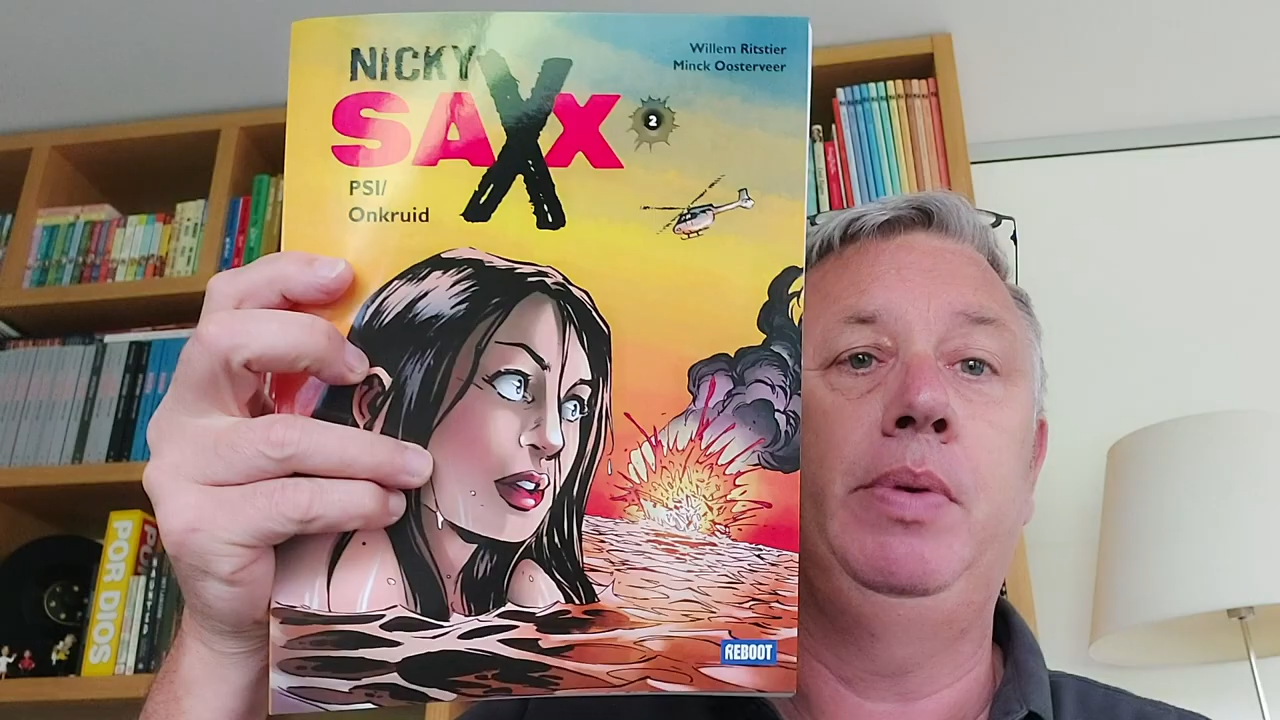 Willem Ritstier
Minck Oosterveer
NICKY
SAXX
2
PSI/
Onkruid
REBOOT
POR DIOS